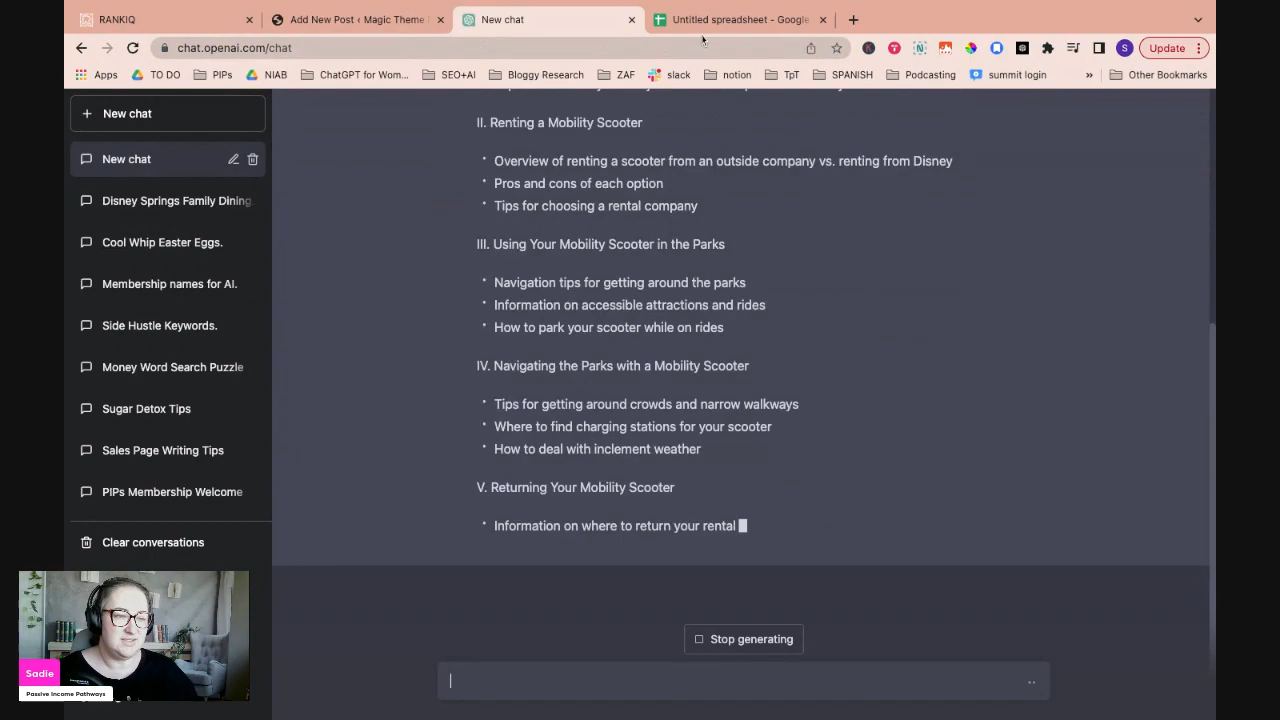 RANKIQ
Add New Post ‹ Magic Theme
New chat
Untitled spreadsheet - Google
chat.openai.com/chat
S
Update
Apps
TO DO
PIPs
NIAB
ChatGPT for Wom...
SEO+AI
Bloggy Research
ZAF
slack
notion
TpT
SPANISH
Podcasting
summit login
»
Other Bookmarks
+ New chat
New chat
Disney Springs Family Dining
Cool Whip Easter Eggs.
Membership names for AI.
Side Hustle Keywords.
Money Word Search Puzzle
Sugar Detox Tips
Sales Page Writing Tips
PIPs Membership Welcome
Clear conversations
II. Renting a Mobility Scooter
• Overview of renting a scooter from an outside company vs. renting from Disney
• Pros and cons of each option
• Tips for choosing a rental company
III. Using Your Mobility Scooter in the Parks
• Navigation tips for getting around the parks
• Information on accessible attractions and rides
• How to park your scooter while on rides
IV. Navigating the Parks with a Mobility Scooter
• Tips for getting around crowds and narrow walkways
• Where to find charging stations for your scooter
• How to deal with inclement weather
V. Returning Your Mobility Scooter
• Information on where to return your rental
Stop generating
Sadie
Passive Income Pathways